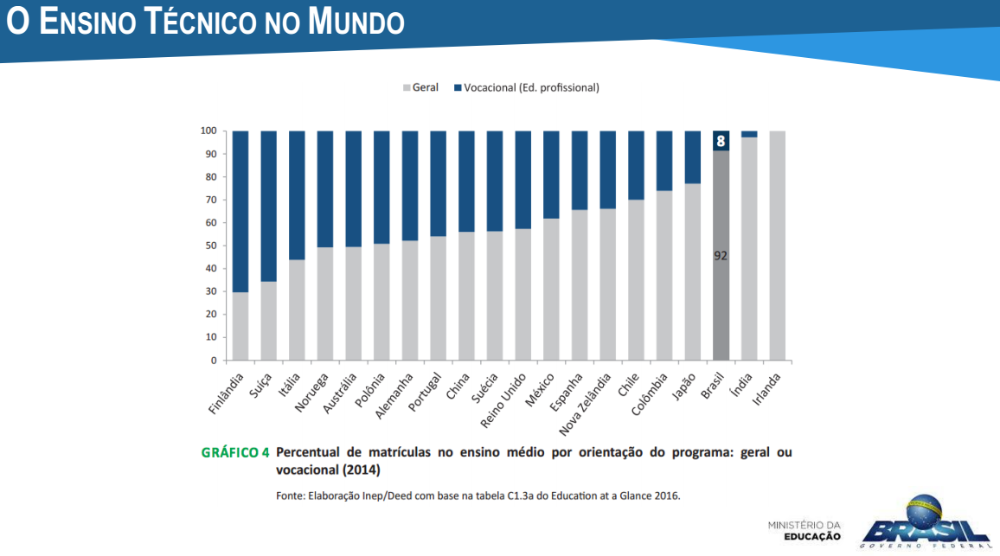 O ENSINO TÉCNICO NO MUNDO
Geral Vocacional (Ed. profissional)
100
90
80
70
60
50
40
30
20
10
0
8
92
Finlândia
Suíça
Itália
Noruega
Austrália
Polônia
Alemanha
Portugal
China
Suécia
Reino Unido
México
Espanha
Nova Zelândia
Chile
Colômbia
Japão
Brasil
Índia
Irlanda
GRÁFICO 4 Percentual de matrículas no ensino médio por orientação do programa: geral ou
vocacional (2014)
Fonte: Elaboração Inep/Deed com base na tabela C1.3a do Education at a Glance 2016.
MINISTÉRIO DA
EDUCAÇÃO
BRASIL
GOVERNO FEDERAL